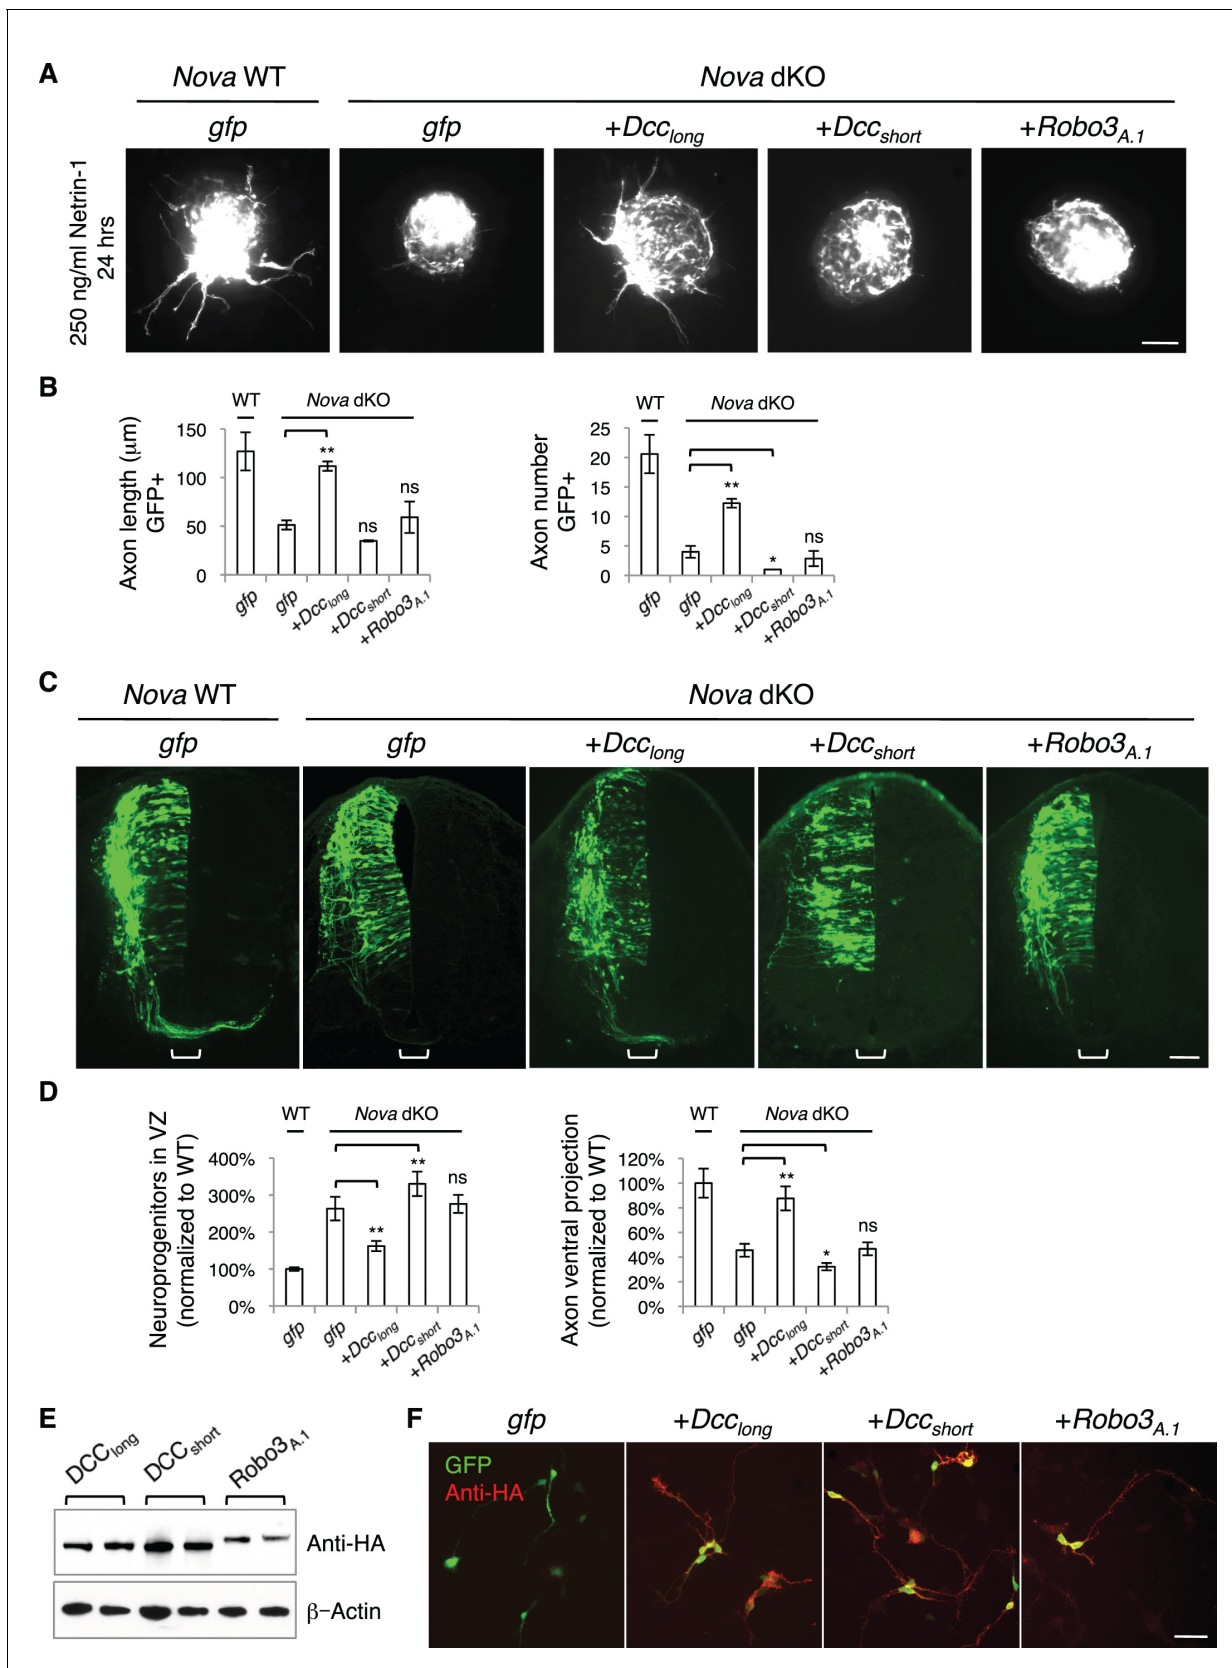 A
Nova WT
Nova dKO
gfp
gfp
+Dcclong
+Dccshort
+Robo3A.1
250 ng/ml Netrin-1
24 hrs
B
WT
Nova dKO
Axon length (μm)
GFP+
150
100
50
0
**
ns
ns
gfp
gfp
+Dcclong
+Dccshort
+Robo3A.1
WT
Nova dKO
Axon number
GFP+
25
20
15
10
5
0
**
*
ns
gfp
gfp
+Dcclong
+Dccshort
+Robo3A.1
C
Nova WT
Nova dKO
gfp
gfp
+Dcclong
+Dccshort
+Robo3A.1
D
WT
Nova dKO
Neuroprogenitors in VZ
(normalized to WT)
400%
300%
200%
100%
0%
**
**
ns
gfp
gfp
+Dcclong
+Dccshort
+Robo3A.1
WT
Nova dKO
Axon ventral projection
(normalized to WT)
120%
100%
80%
60%
40%
20%
0%
**
*
ns
gfp
gfp
+Dcclong
+Dccshort
+Robo3A.1
E
DCClong
DCCshort
Robo3A.1
Anti-HA
β-Actin
F
gfp
+Dcclong
+Dccshort
+Robo3A.1
GFP
Anti-HA